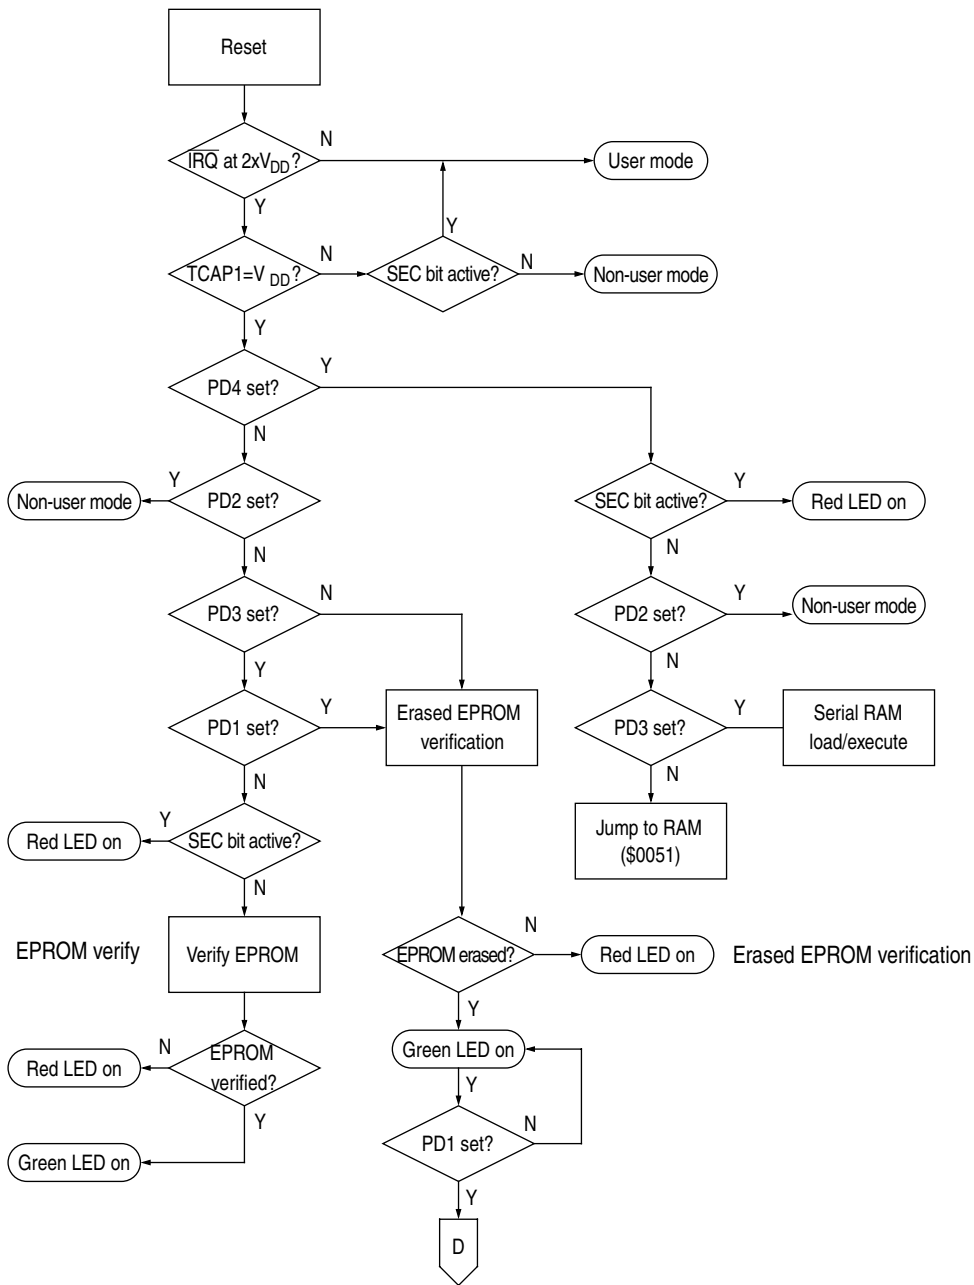 Reset
IRQ at 2xVDD?
N
User mode
Y
Y
TCAP1=V DD?
N
SEC bit active?
N
Non-user mode
Y
PD4 set?
Y
N
Non-user mode
Y
PD2 set?
SEC bit active?
Y
Red LED on
N
N
PD3 set?
N
PD2 set?
Y
Non-user mode
Y
N
PD1 set?
Y
Erased EPROM
verification
PD3 set?
Y
Serial RAM
load/execute
N
N
Red LED on
Y
SEC bit active?
Jump to RAM
($0051)
N
EPROM verify
Verify EPROM
EPROM erased?
N
Red LED on
Erased EPROM verification
Y
Red LED on
N
EPROM
verified?
Green LED on
Y
Y
Green LED on
PD1 set?
N
Y
D